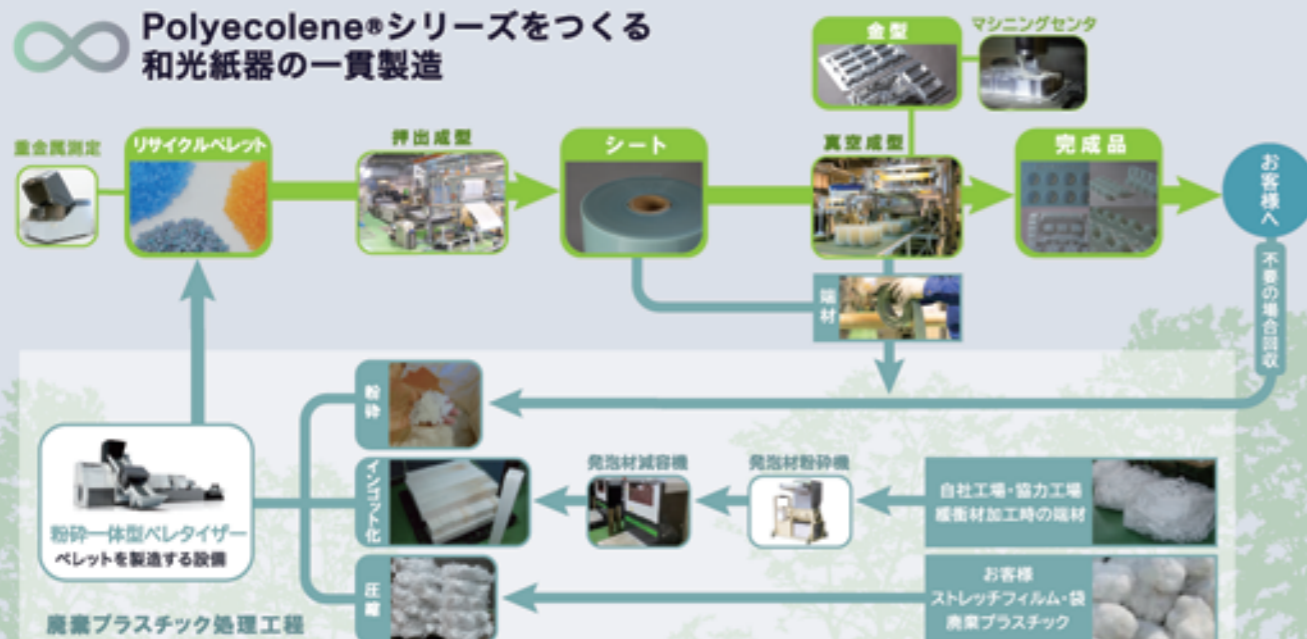 Polyecolene®シリーズをつくる
和光紙器の一貫製造
重金属測定
リサイクルペレット
押出成型
シート
金型
マシニングセンタ
真空成型
完成品
お客様へ
不要の場合回収
端材
粉砕
インゴット化
発泡材減容機
発泡材粉砕機
自社工場・協力工場
緩衝材加工時の端材
圧縮
お客様
ストレッチフィルム・袋
廃棄プラスチック
粉砕一体型ペレタイザー
ペレットを製造する設備
廃棄プラスチック処理工程